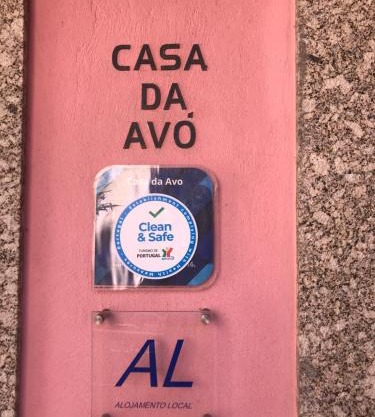 CASA
DA
AVÓ
Casa da Avo
Clean
& Safe
TURISMO DE
PORTUGAL
AL
ALOJAMENTO LOCAL